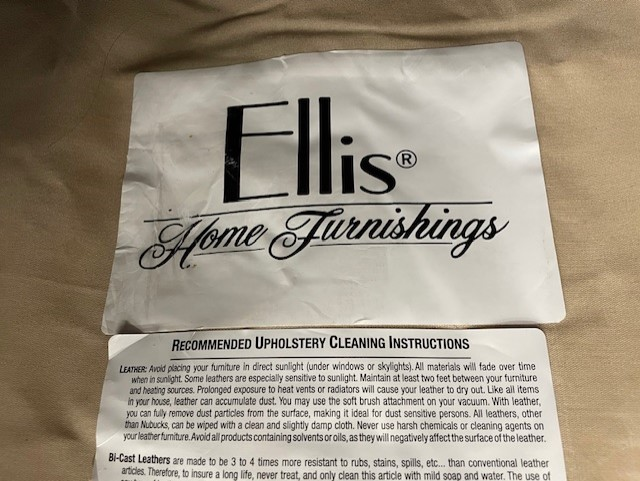 Ellis®
Home Furnishings
RECOMMENDED UPHOLSTERY CLEANING INSTRUCTIONS
LEATHER: Avoid placing your furniture in direct sunlight (under windows or skylights). All materials will fade over time
when in sunlight. Some leathers are especially sensitive to sunlight. Maintain at least two feet between your furniture
and heating sources. Prolonged exposure to heat vents or radiators will cause your leather to dry out. Like all items
in your house, leather can accumulate dust. You may use the soft brush attachment on your vacuum. With leather,
you can fully remove dust particles from the surface, making it ideal for dust sensitive persons. All leathers, other
than Nubucks, can be wiped with a clean and slightly damp cloth. Never use harsh chemicals or cleaning agents on
your leather furniture. Avoid all products containing solvents or oils, as they will negatively affect the surface of the leather.
BI-CAST LEATHERS are made to be 3 to 4 times more resistant to rubs, stains, spills, etc... than conventional leather
articles. Therefore, to insure a long life, never treat, and only clean this article with mild soap and water. The use of